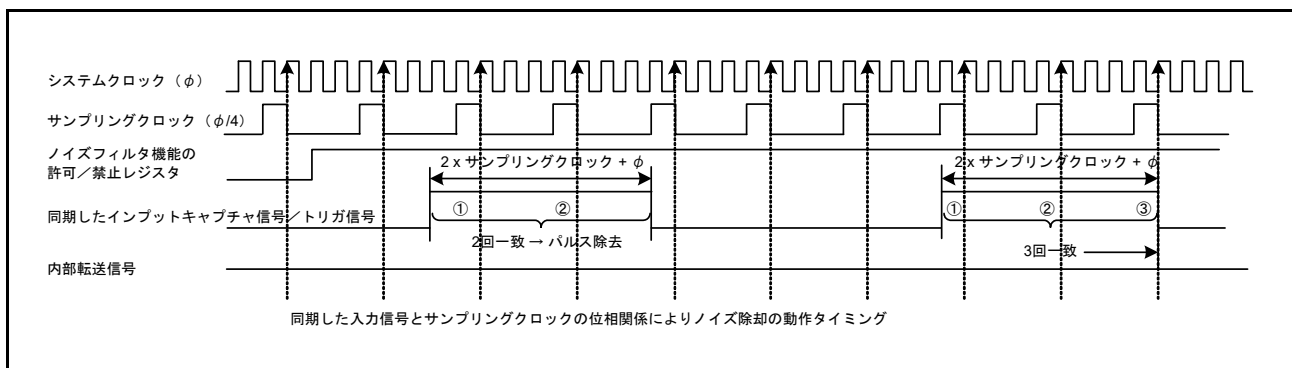 システムクロック（φ）
サンプリングクロック（φ/4）
ノイズフィルタ機能の
許可／禁止レジスタ
2 x サンプリングクロック + φ
2 x サンプリングクロック + φ
同期したインプットキャプチャ信号／トリガ信号
①
②
①
②
③
2回一致 → パルス除去
3回一致
内部転送信号
同期した入力信号とサンプリングクロックの位相関係によりノイズ除却の動作タイミング